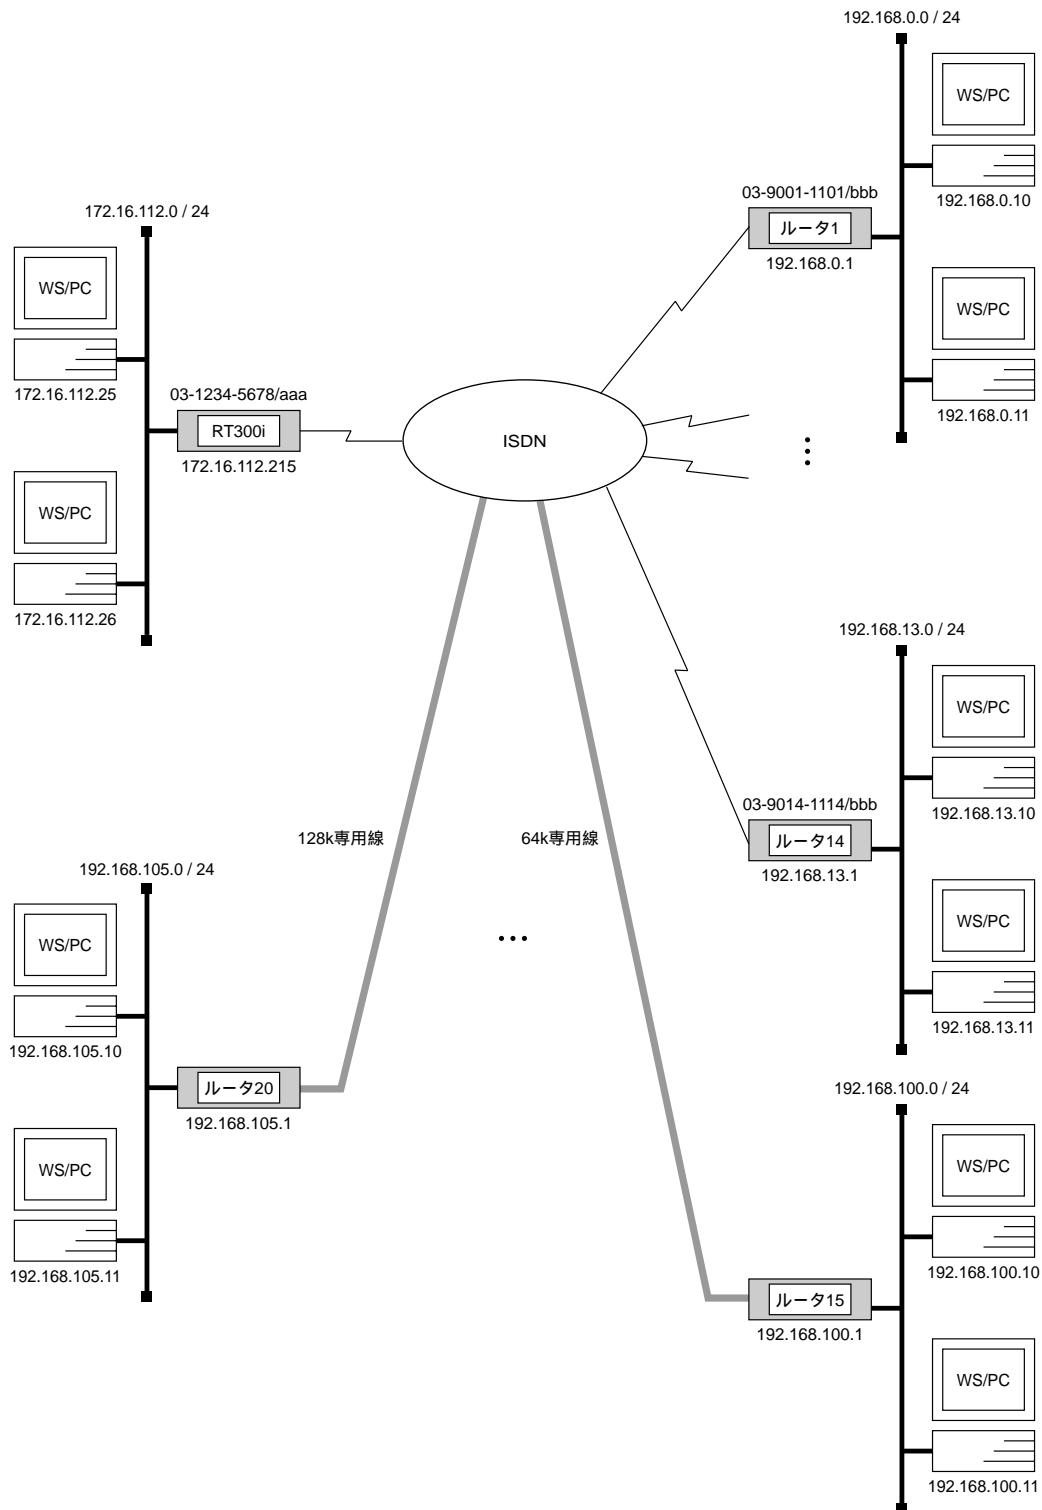 192.168.0.0 / 24
WS/PC
192.168.0.10
03-9001-1101/bbb
ルータ1
192.168.0.1
WS/PC
192.168.0.11
172.16.112.0 / 24
WS/PC
172.16.112.25
03-1234-5678/aaa
RT300i
172.16.112.215
WS/PC
172.16.112.26
ISDN
192.168.13.0 / 24
WS/PC
192.168.13.10
03-9014-1114/bbb
ルータ14
192.168.13.1
WS/PC
192.168.13.11
128k専用線
64k専用線
192.168.105.0 / 24
WS/PC
192.168.105.10
ルータ20
192.168.105.1
WS/PC
192.168.105.11
192.168.100.0 / 24
WS/PC
192.168.100.10
ルータ15
192.168.100.1
WS/PC
192.168.100.11